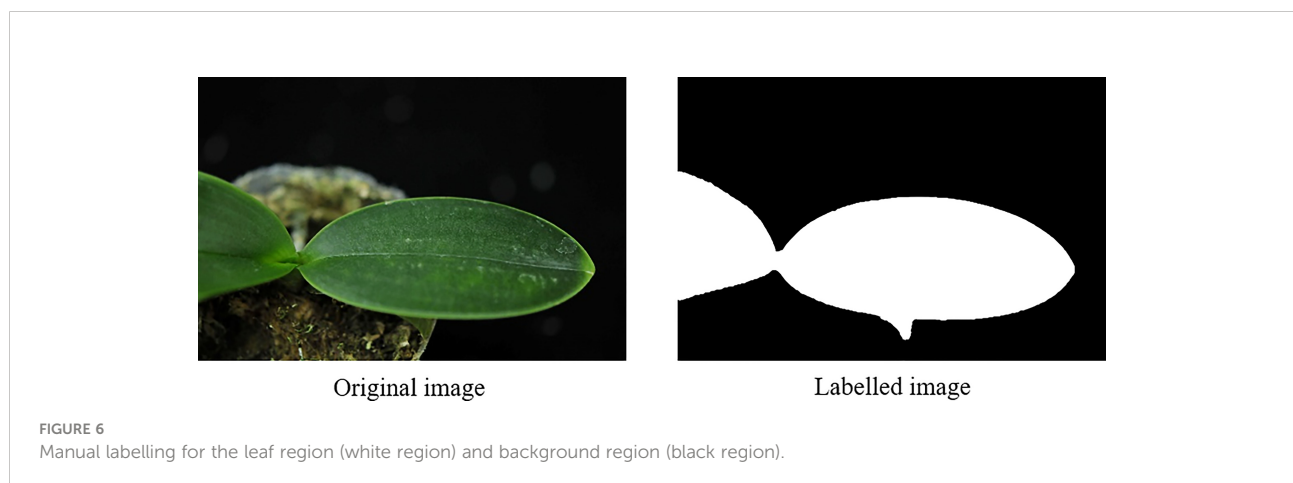 Original image
Labelled image
FIGURE 6
Manual labelling for the leaf region (white region) and background region (black region).